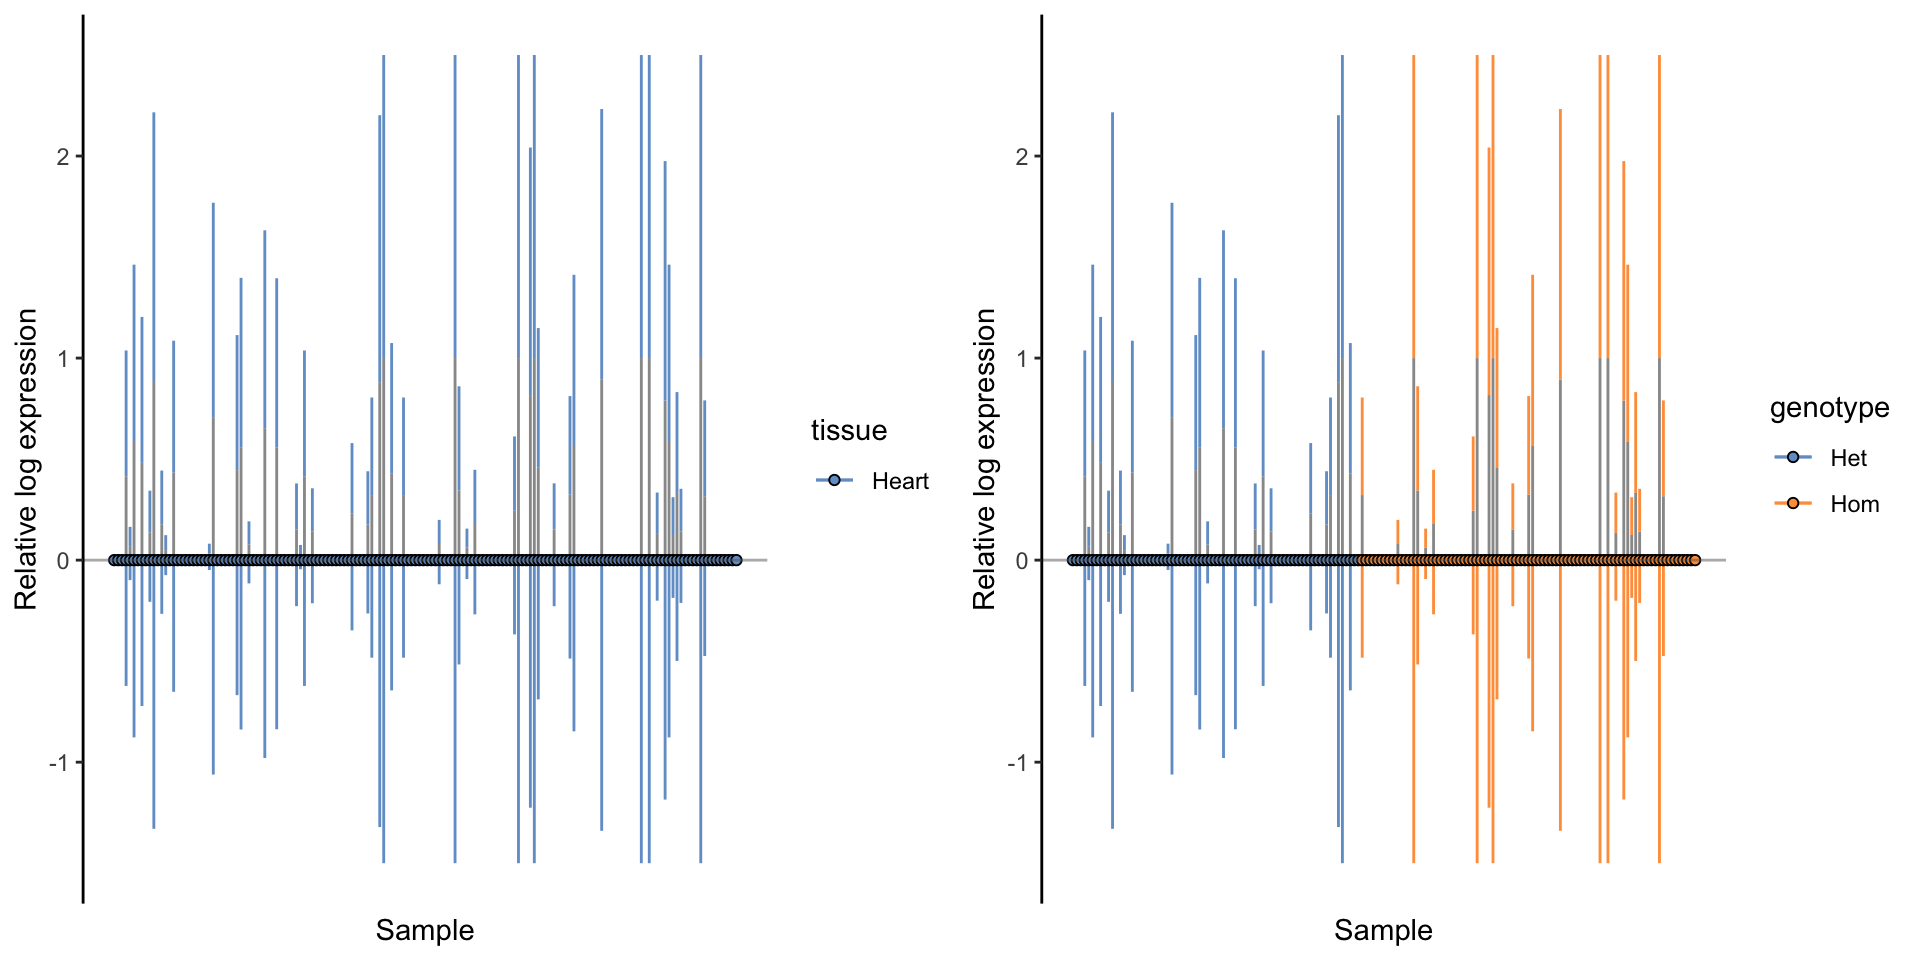 Relative log expression
2
1
0
-1
Sample
tissue
Heart
Relative log expression
2
1
0
-1
Sample
genotype
Het
Hom